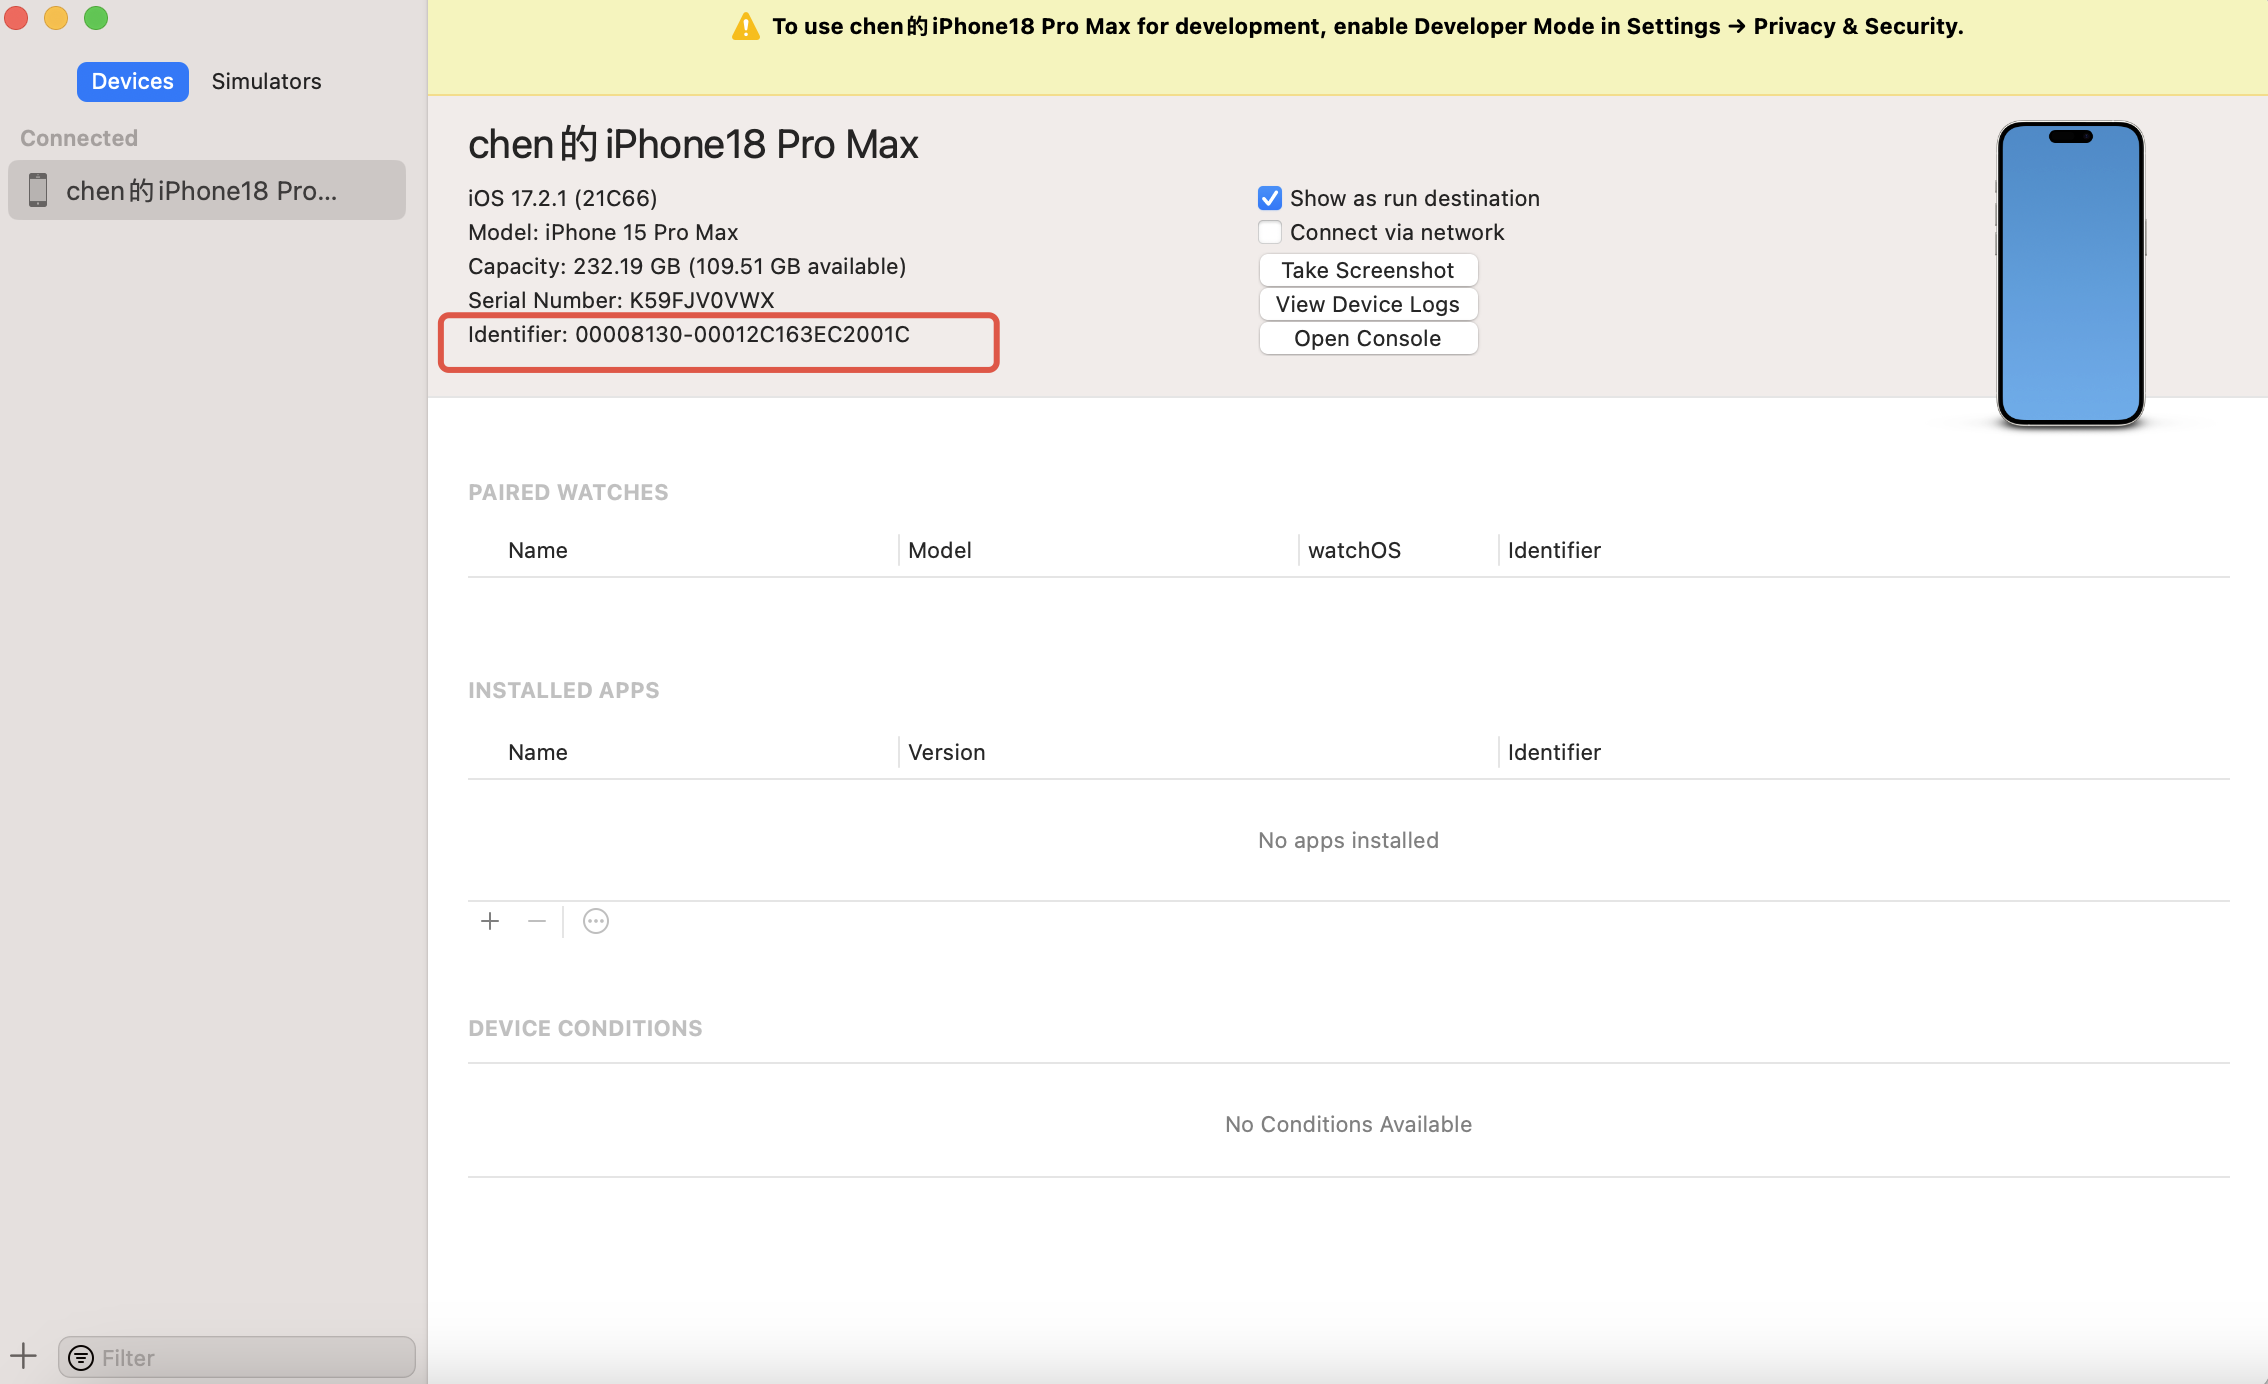 To use chen的iPhone18 Pro Max for development, enable Developer Mode in Settings → Privacy & Security.
Devices
Simulators
Connected
chen的iPhone18 Pro...
chen的iPhone18 Pro Max
iOS 17.2.1 (21C66)
Model: iPhone 15 Pro Max
Capacity: 232.19 GB (109.51 GB available)
Serial Number: K59FJV0VWX
Identifier: 00008130-00012C163EC2001C
Show as run destination
Connect via network
Take Screenshot
View Device Logs
Open Console
PAIRED WATCHES
Name Model watchOS Identifier
INSTALLED APPS
Name Version Identifier
No apps installed
DEVICE CONDITIONS
No Conditions Available
Filter